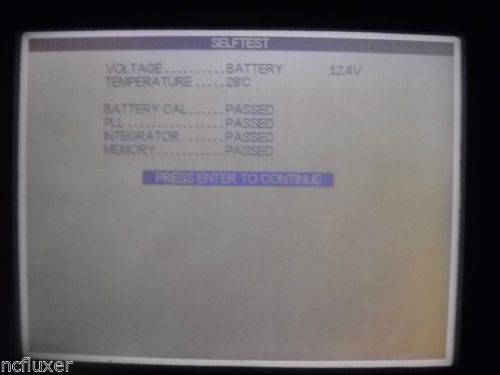 SELFTEST
VOLTAGE..........BATTERY 12.4V
TEMPERATURE.....28°C
BATTERY CAL......PASSED
PLL................PASSED
INTEGRATOR.......PASSED
MEMORY...........PASSED
PRESS ENTER TO CONTINUE
ncfluxer